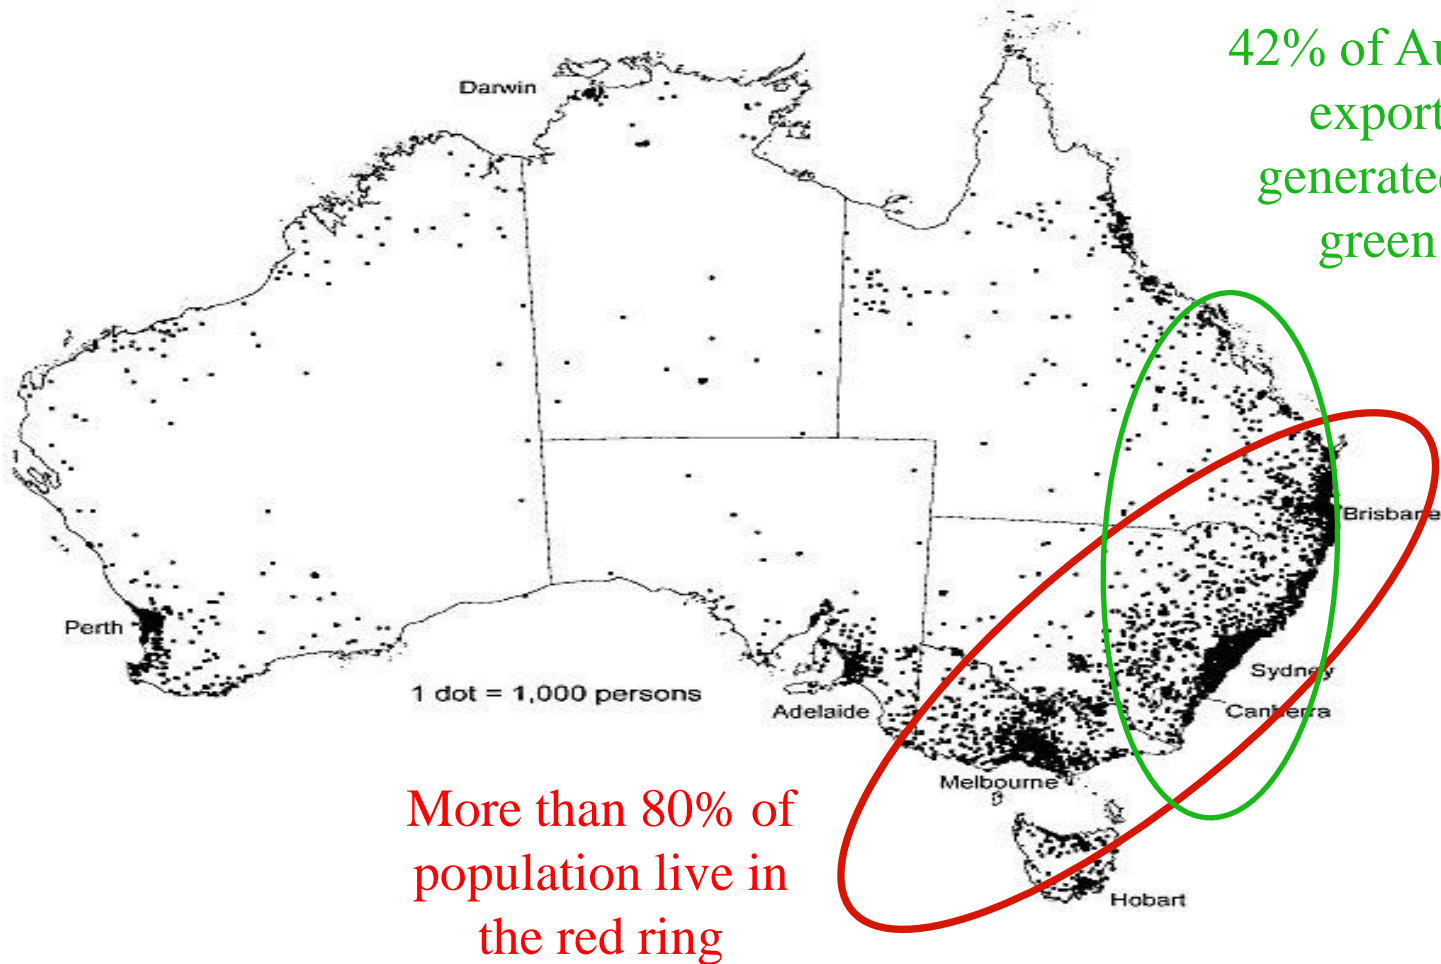 42% of Au
export
generated
green
Darwin
Brisbane
Perth
Sydney
1 dot = 1,000 persons
Adelaide
Canberra
Melbourne
More than 80% of
population live in
the red ring
Hobart